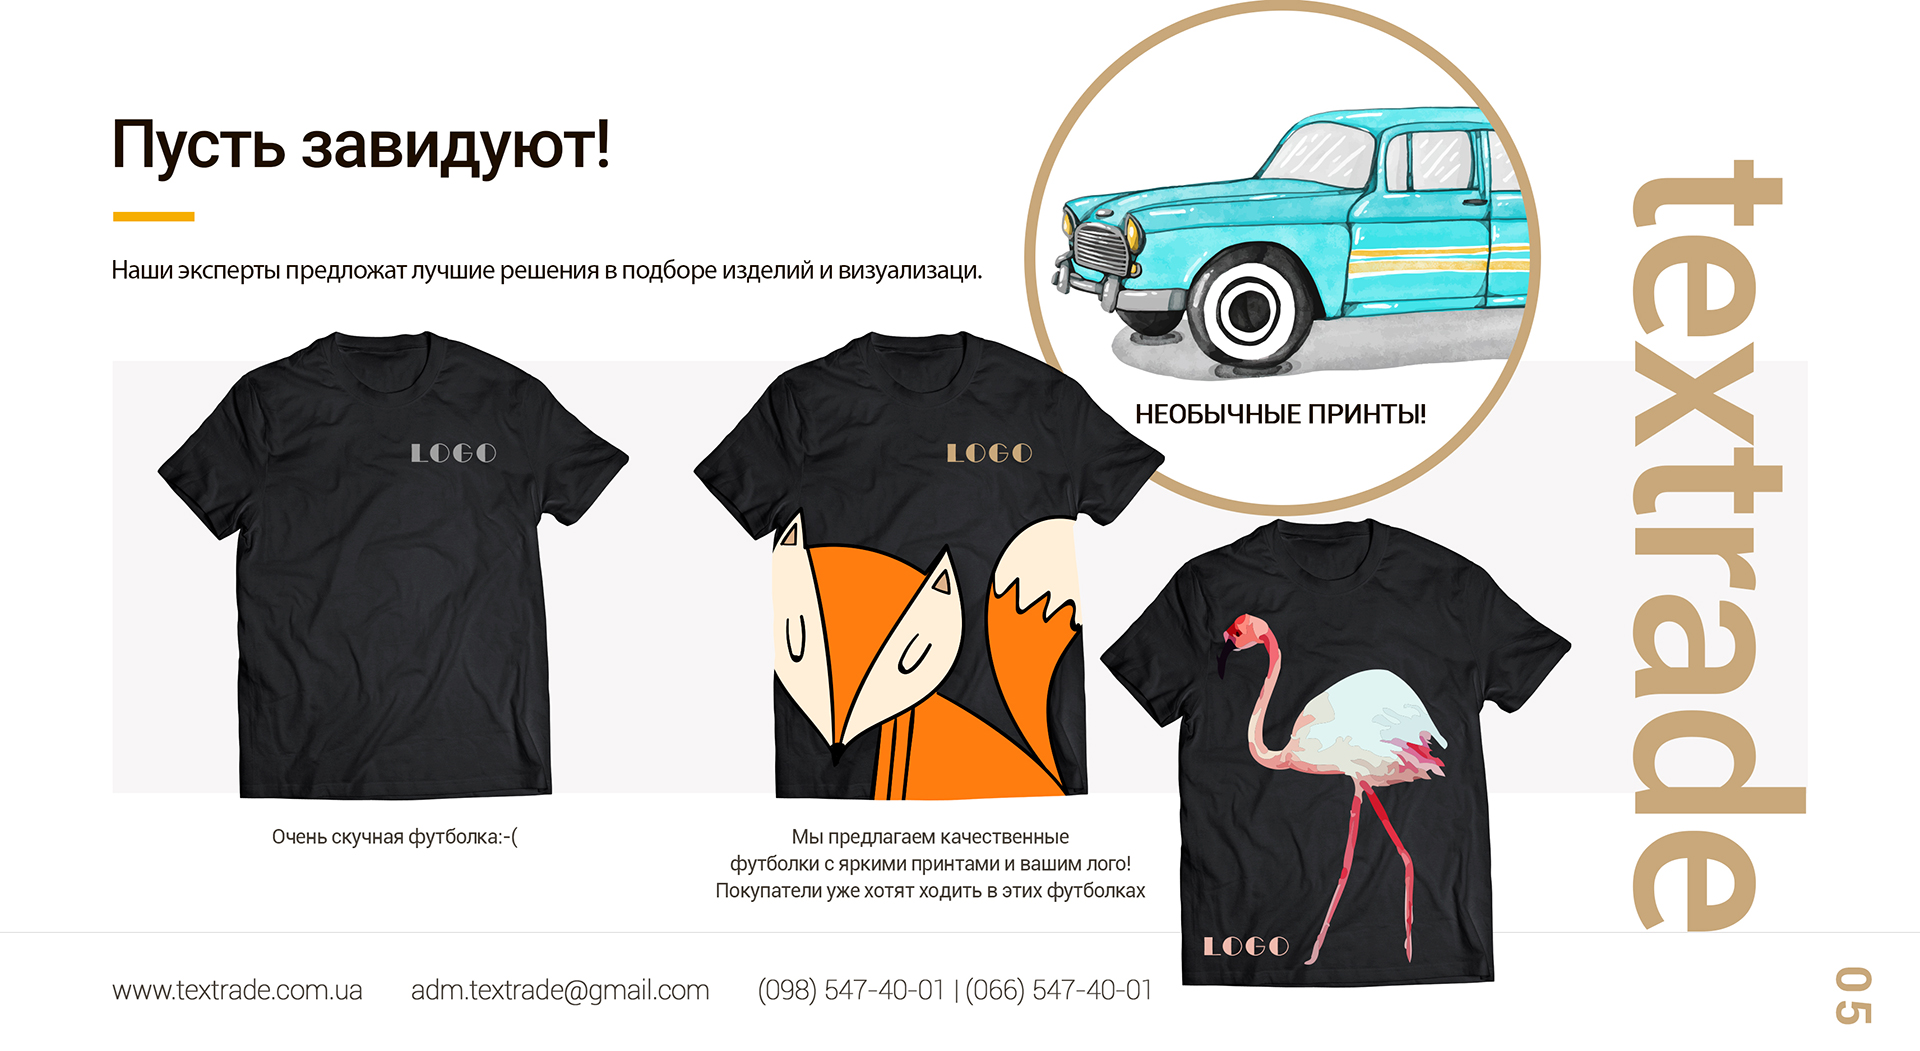 Пусть завидуют!
Наши эксперты предложат лучшие решения в подборе изделий и визуализаци.
НЕОБЫЧНЫЕ ПРИНТЫ!
LOGO
LOGO
LOGO
Очень скучная футболка:-(
Мы предлагаем качественные
футболки с яркими принтами и вашим лого!
Покупатели уже хотят ходить в этих футболках
textrade
www.textrade.com.ua
adm.textrade@gmail.com
(098) 547-40-01 | (066) 547-40-01
05